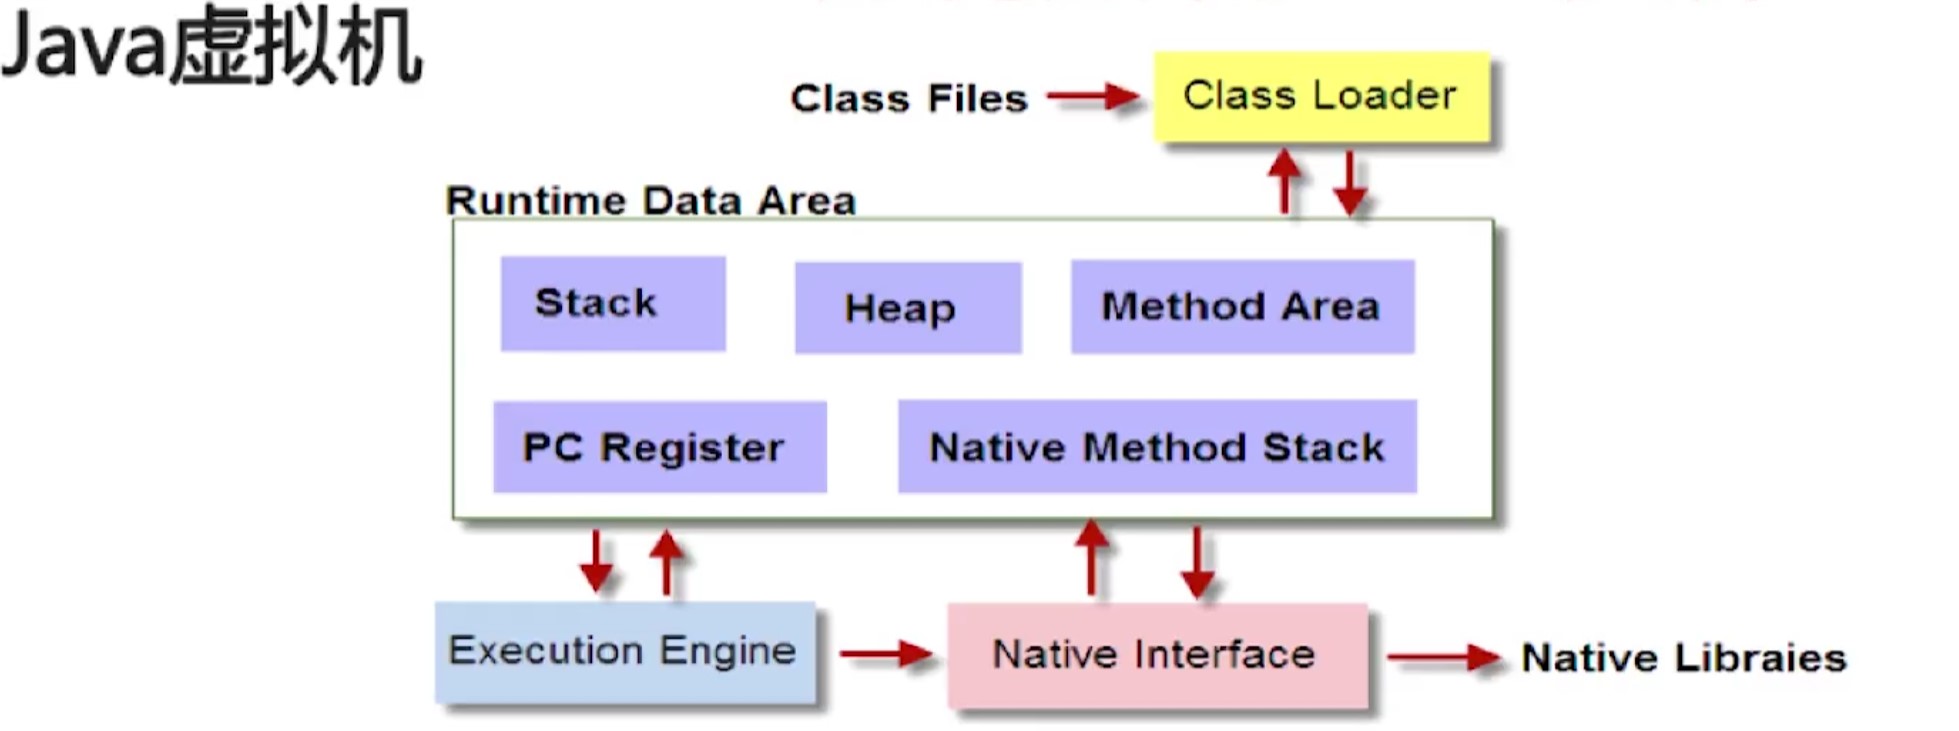 Java虚拟机
Class Files
Class Loader
Runtime Data Area
Stack
Heap
Method Area
PC Register
Native Method Stack
Execution Engine
Native Interface
Native Libraies